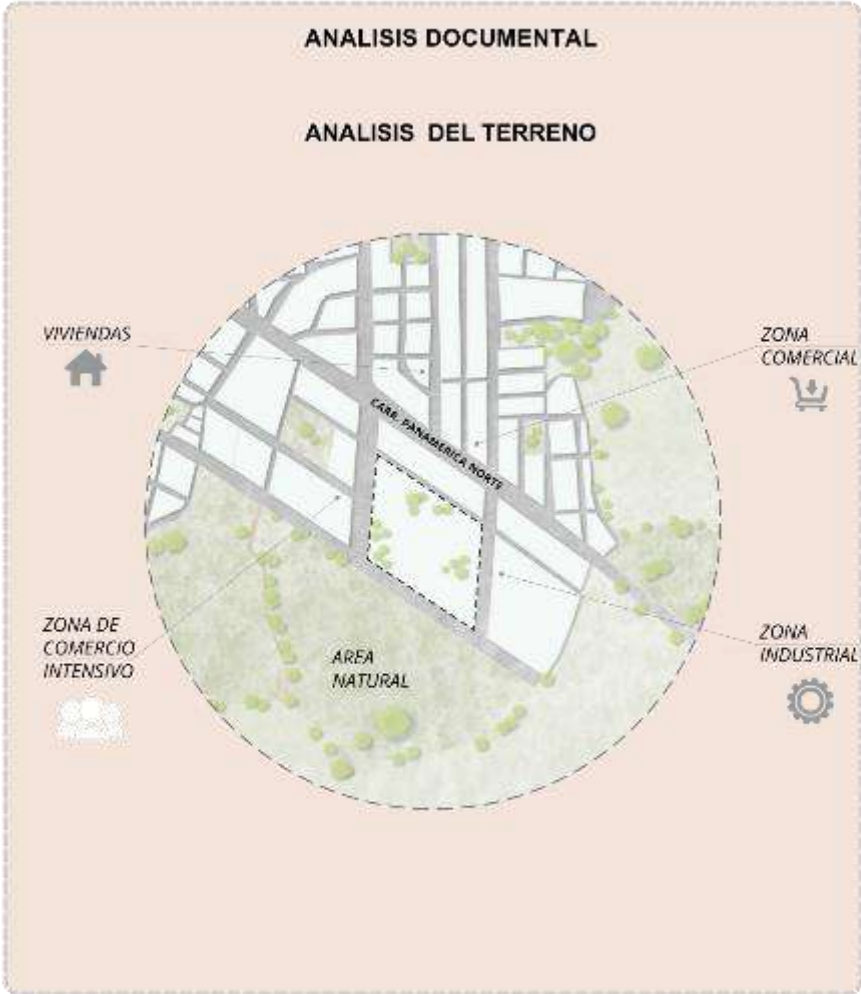 ANALISIS DOCUMENTAL
ANALISIS DEL TERRENO
VIVIENDAS
ZONA
COMERCIAL
CARR. PANAMERICA NORTE
ZONA DE
COMERCIO
INTENSIVO
AREA
NATURAL
ZONA
INDUSTRIAL